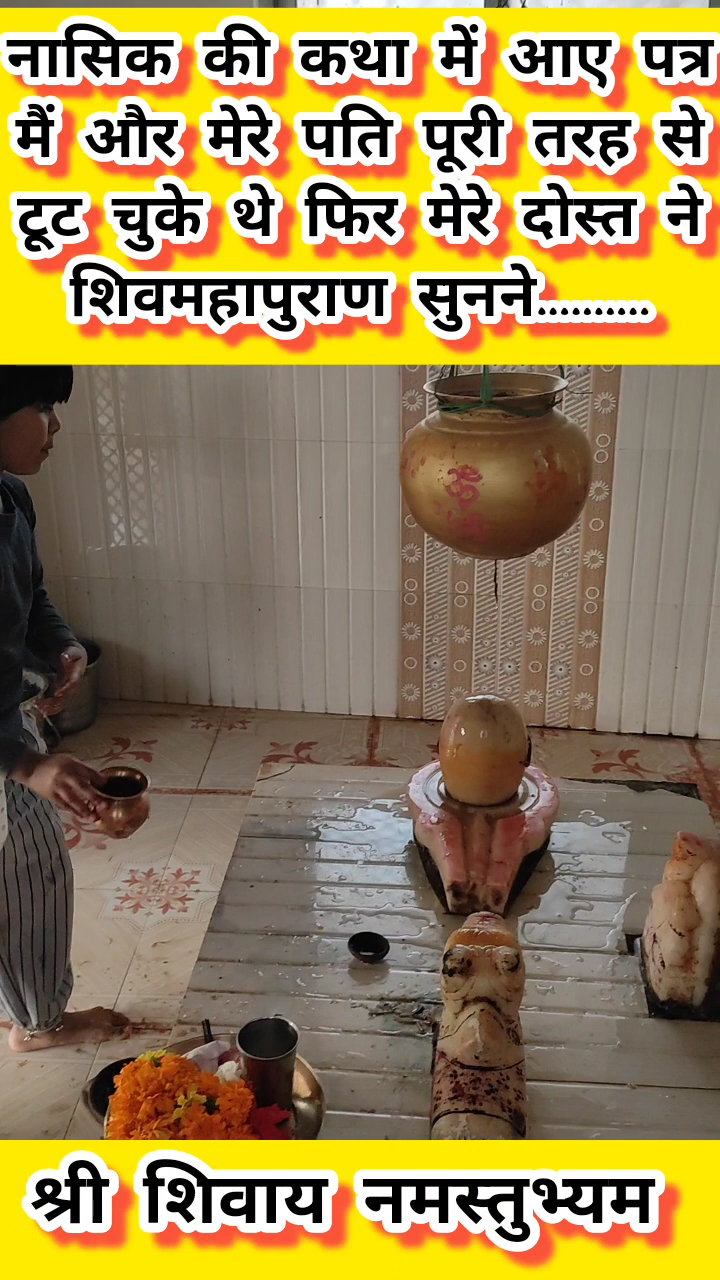 नासिक की कथा में आए पत्र
मैं और मेरे पति पूरी तरह से
टूट चुके थे फिर मेरे दोस्त ने
शिवमहापुराण सुनने..........
ॐ
श्री शिवाय नमस्तुभ्यम